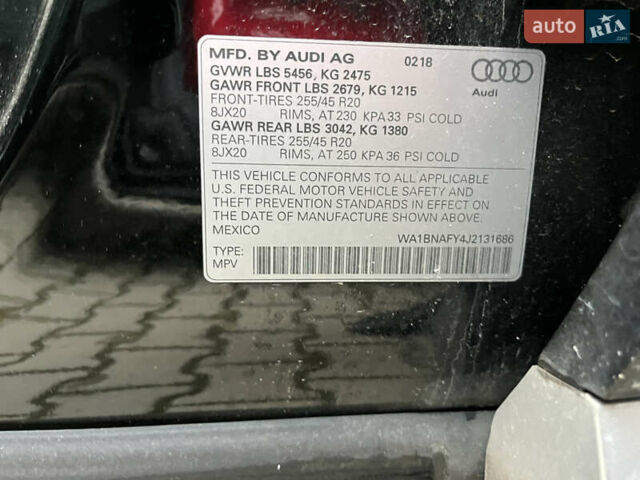 auto RIA.com
MFD. BY AUDI AG 0218
GVWR LBS 5456, KG 2475
GAWR FRONT LBS 2679, KG 1215
FRONT-TIRES 255/45 R20
8JX20 RIMS, AT 230 KPA 33 PSI COLD
GAWR REAR LBS 3042, KG 1380
REAR-TIRES 255/45 R20
8JX20 RIMS, AT 250 KPA 36 PSI COLD
Audi
THIS VEHICLE CONFORMS TO ALL APPLICABLE
U.S. FEDERAL MOTOR VEHICLE SAFETY AND
THEFT PREVENTION STANDARDS IN EFFECT ON
THE DATE OF MANUFACTURE SHOWN ABOVE.
MEXICO
WA1BNAFY4J2131686
TYPE:
MPV